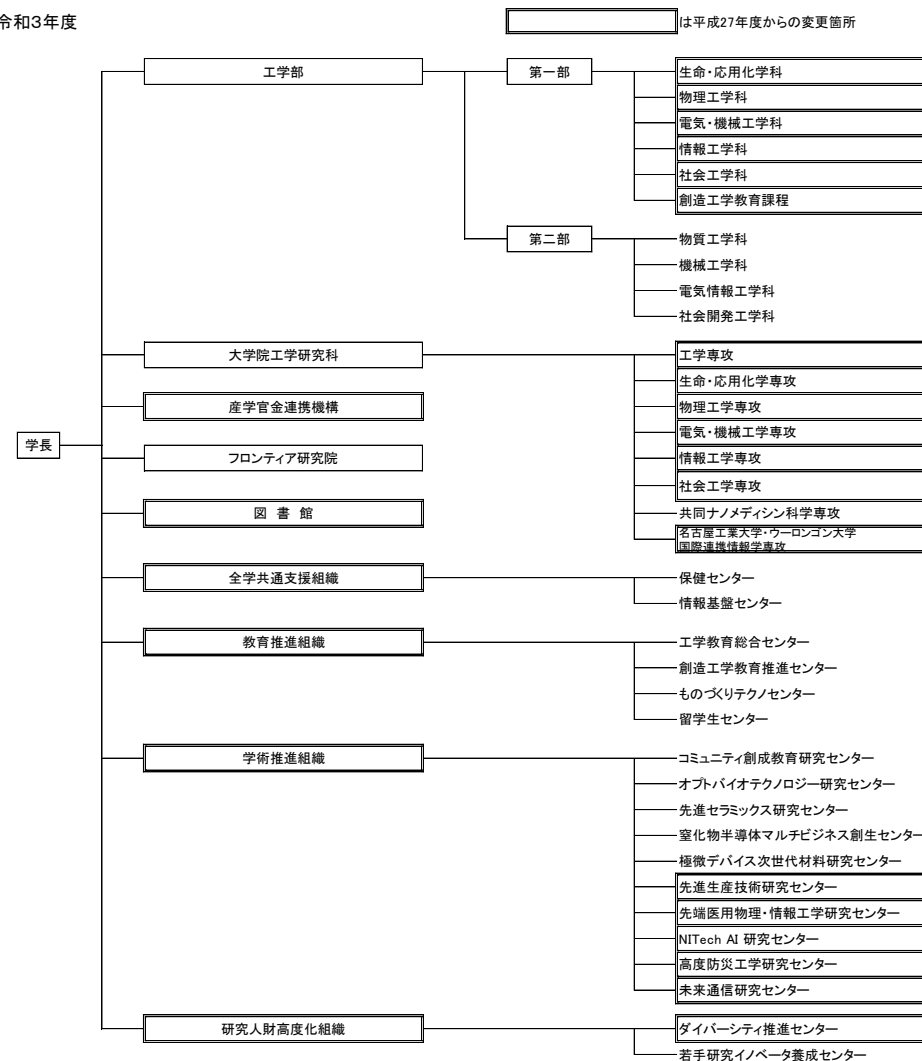 令和3年度
は平成27年度からの変更箇所
工学部
第一部
生命・応用化学科
物理工学科
電気・機械工学科
情報工学科
社会工学科
創造工学教育課程
第二部
物質工学科
機械工学科
電気情報工学科
社会開発工学科
大学院工学研究科
工学専攻
生命・応用化学専攻
産学官金連携機構
物理工学専攻
電気・機械工学専攻
学長
フロンティア研究院
情報工学専攻
社会工学専攻
図 書 館
共同ナノメディシン科学専攻
名古屋工業大学・ウーロンゴン大学
国際連携情報学専攻
全学共通支援組織
保健センター
情報基盤センター
教育推進組織
工学教育総合センター
創造工学教育推進センター
ものづくりテクノセンター
留学生センター
学術推進組織
コミュニティ創成教育研究センター
オプトバイオテクノロジー研究センター
先進セラミックス研究センター
窒化物半導体マルチビジネス創生センター
極微デバイス次世代材料研究センター
先進生産技術研究センター
先端医用物理・情報工学研究センター
NITech AI 研究センター
高度防災工学研究センター
未来通信研究センター
研究人財高度化組織
ダイバーシティ推進センター
若手研究イノベータ養成センター